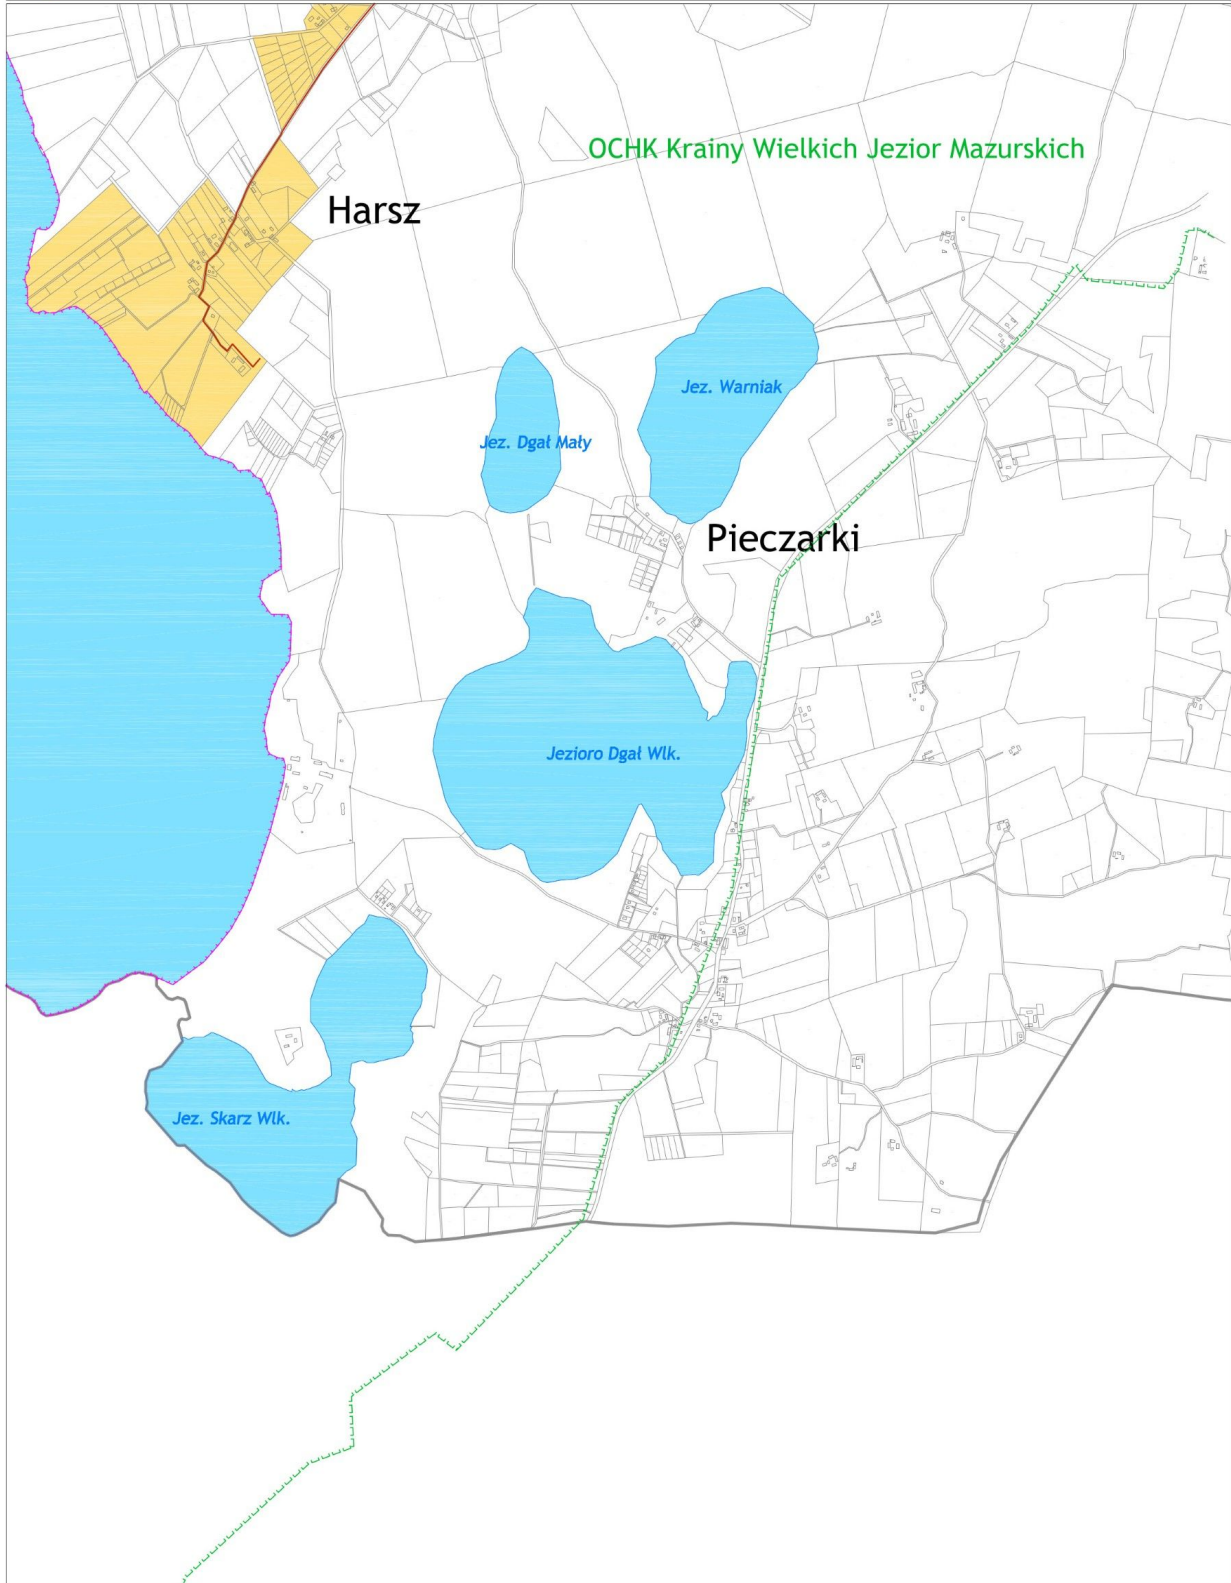 OCHK Krainy Wielkich Jezior Mazurskich
Harsz
Jez. Warniak
Jez. Dgał Mały
Pieczarki
Jezioro Dgał Wlk.
Jez. Skarz Wlk.